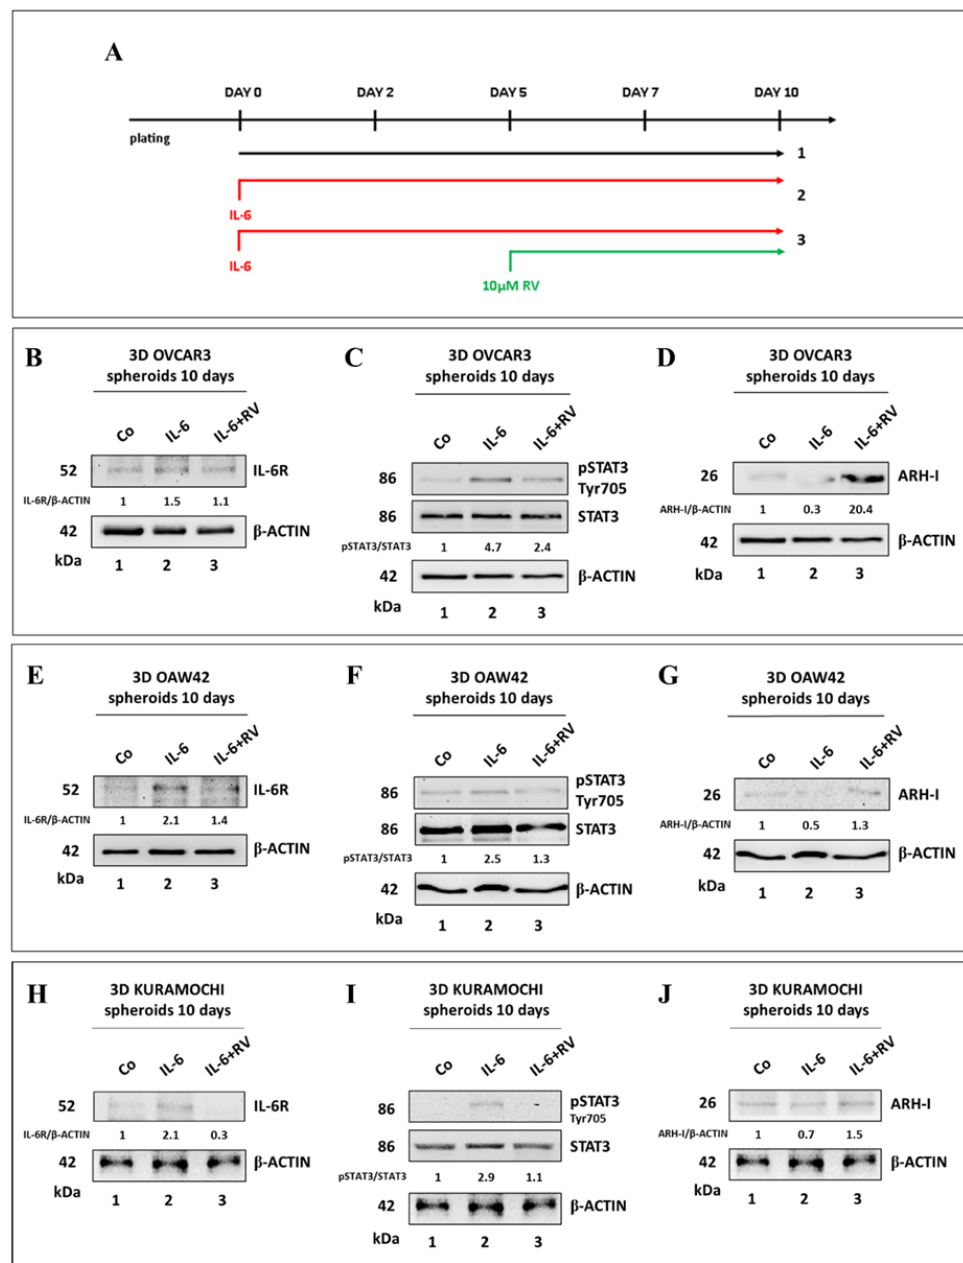 A
DAY 0 DAY 2 DAY 5 DAY 7 DAY 10
plating
1
2
IL-6
3
IL-6
10µM RV
B
3D OVCAR3
spheroids 10 days
Co IL-6 IL-6+RV
52 IL-6R
IL-6R/β-ACTIN 1 1.5 1.1
42 β-ACTIN
kDa 1 2 3
C
3D OVCAR3
spheroids 10 days
Co IL-6 IL-6+RV
86 pSTAT3
Tyr705
86 STAT3
pSTAT3/STAT3 1 4.7 2.4
42 β-ACTIN
kDa
1 2 3
D
3D OVCAR3
spheroids 10 days
Co IL-6 IL-6+RV
26 ARH-I
ARH-I/β-ACTIN 1 0.3 20.4
42 β-ACTIN
kDa 1 2 3
E
3D OAW42
spheroids 10 days
Co IL-6 IL-6+RV
52 IL-6R
IL-6R/β-ACTIN 1 2.1 1.4
42 β-ACTIN
kDa 1 2 3
F
3D OAW42
spheroids 10 days
Co IL-6 IL-6+RV
86 pSTAT3
Tyr705
86 STAT3
pSTAT3/STAT3 1 2.5 1.3
42 β-ACTIN
kDa 1 2 3
G
3D OAW42
spheroids 10 days
Co IL-6 IL-6+RV
26 ARH-I
ARH-I/β-ACTIN 1 0.5 1.3
42 β-ACTIN
kDa 1 2 3
H
3D KURAMOCHI
spheroids 10 days
Co IL-6 IL-6+RV
52 IL-6R
IL-6R/β-ACTIN 1 2.1 0.3
42 β-ACTIN
kDa 1 2 3
I
3D KURAMOCHI
spheroids 10 days
Co IL-6 IL-6+RV
86 pSTAT3
Tyr705
86 STAT3
pSTAT3/STAT3 1 2.9 1.1
42 β-ACTIN
kDa 1 2 3
J
3D KURAMOCHI
spheroids 10 days
Co IL-6 IL-6+RV
26 ARH-I
ARH-I/β-ACTIN 1 0.7 1.5
42 β-ACTIN
kDa 1 2 3